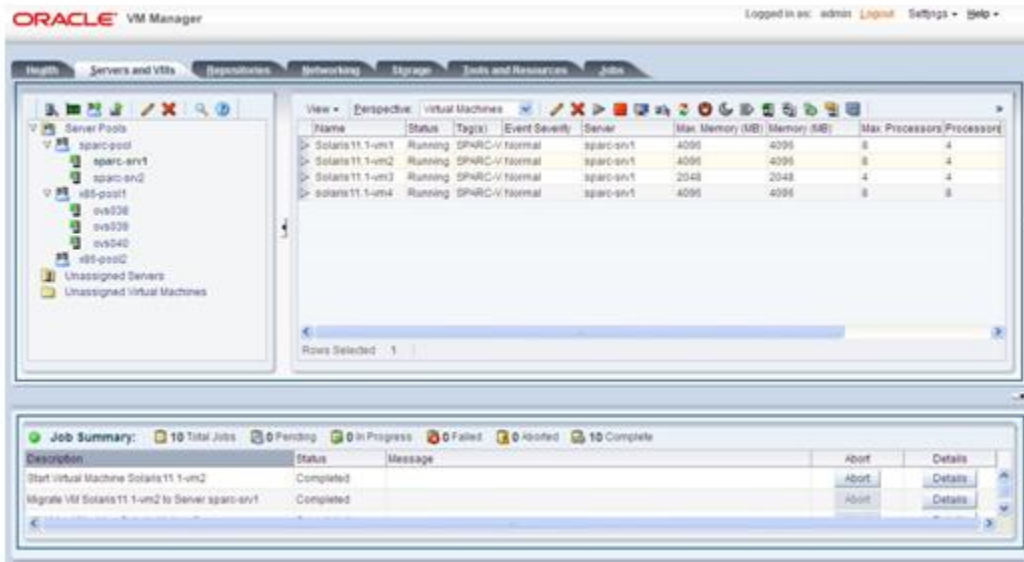 ORACLE VM Manager
Logged in as: admin Logout Settings Help
Health Servers and VMs Repositories Networking Storage Tools and Resources Jobs
View Perspective: Virtual Machines
Server Pools
sparc-pool
sparc-srv1
sparc-srv2
x86-pool1
ovs038
ovs039
ovs040
x86-pool2
Unassigned Servers
Unassigned Virtual Machines
Name Status Tag(s) Event Severity Server Max. Memory (MB) Memory (MB) Max. Processors Processors
Solaris11.1-vm1 Running SPARC-V Normal sparc-srv1 4096 4096 8 4
Solaris11.1-vm2 Running SPARC-V Normal sparc-srv1 4096 4096 8 4
Solaris11.1-vm3 Running SPARC-V Normal sparc-srv1 2048 2048 4 4
solaris11.1-vm4 Running SPARC-V Normal sparc-srv1 4096 4096 8 8
Rows Selected 1
Job Summary: 10 Total Jobs 0 Pending 0 In Progress 0 Failed 0 Aborted 10 Complete
Description Status Message Abort Details
Start Virtual Machine Solaris11.1-vm2 Completed Abort Details
Migrate VM Solaris11.1-vm2 to Server sparc-srv1 Completed Abort Details